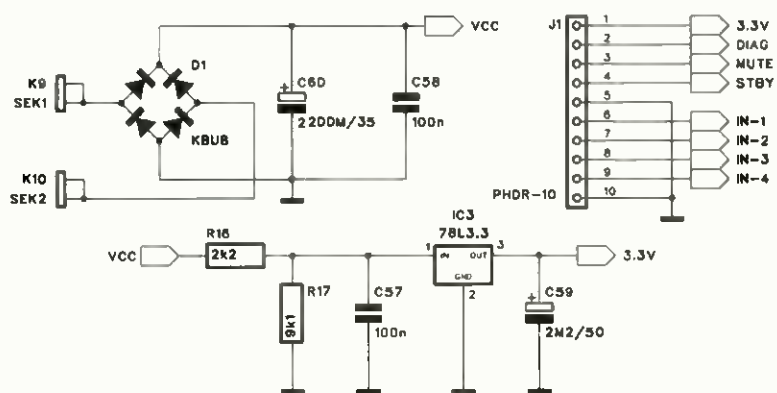 VCC
J1
1
3.3V
2
DIAG
3
MUTE
4
STBY
5
6
IN-1
7
IN-2
8
IN-3
9
IN-4
10
PHDR-10
K9
SEK1
D1
KBU8
K10
SEK2
+
C60
2200M/35
C58
100n
VCC
R16
2k2
R17
9k1
C57
100n
IC3
78L3.3
1
IN
OUT
3
GND
2
3.3V
+
C59
2M2/50